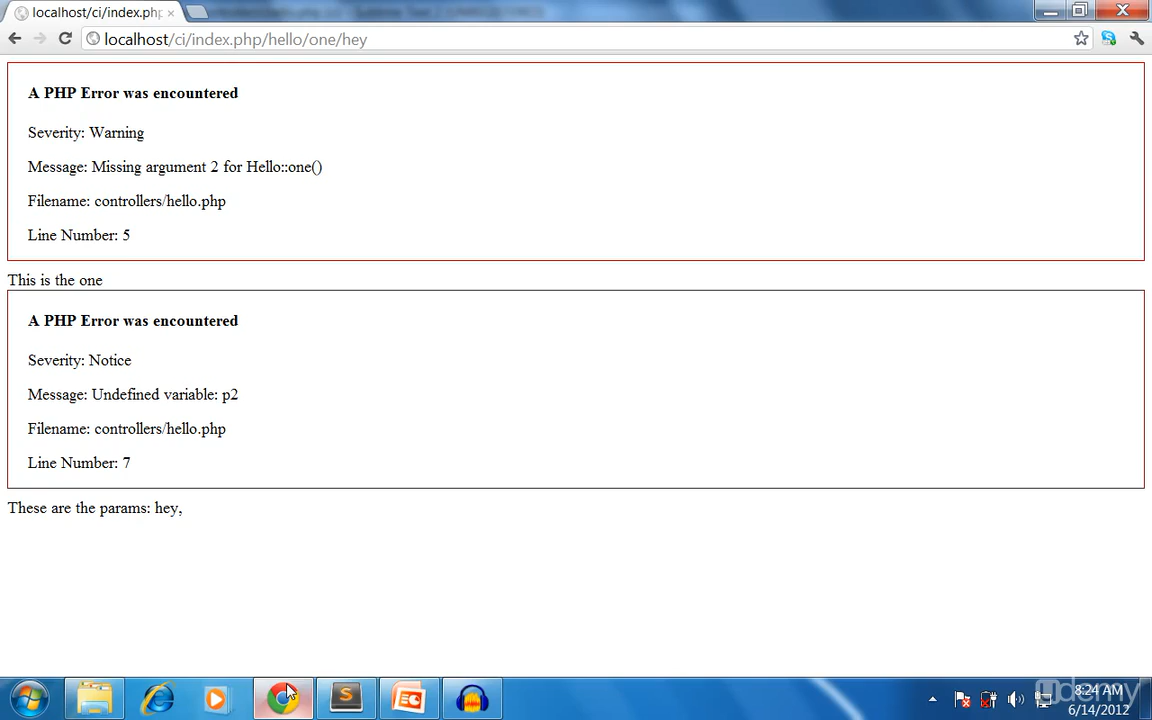 localhost/ci/index.php
localhost/ci/index.php/hello/one/hey
A PHP Error was encountered
Severity: Warning
Message: Missing argument 2 for Hello::one()
Filename: controllers/hello.php
Line Number: 5
This is the one
A PHP Error was encountered
Severity: Notice
Message: Undefined variable: p2
Filename: controllers/hello.php
Line Number: 7
These are the params: hey,
udemy
8:24 AM
6/14/2012